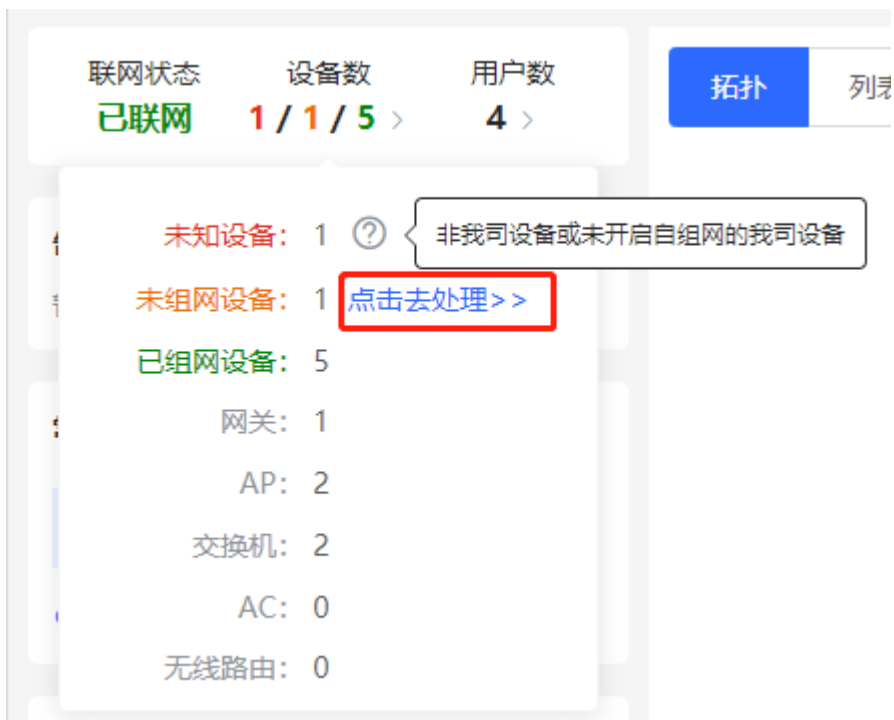 联网状态 设备数 用户数
已联网 1 / 1 / 5 > 4 >
拓扑 列表
未知设备: 1 ? 非我司设备或未开启自组网的我司设备
未组网设备: 1 点击去处理>>
已组网设备: 5
网关: 1
AP: 2
交换机: 2
AC: 0
无线路由: 0